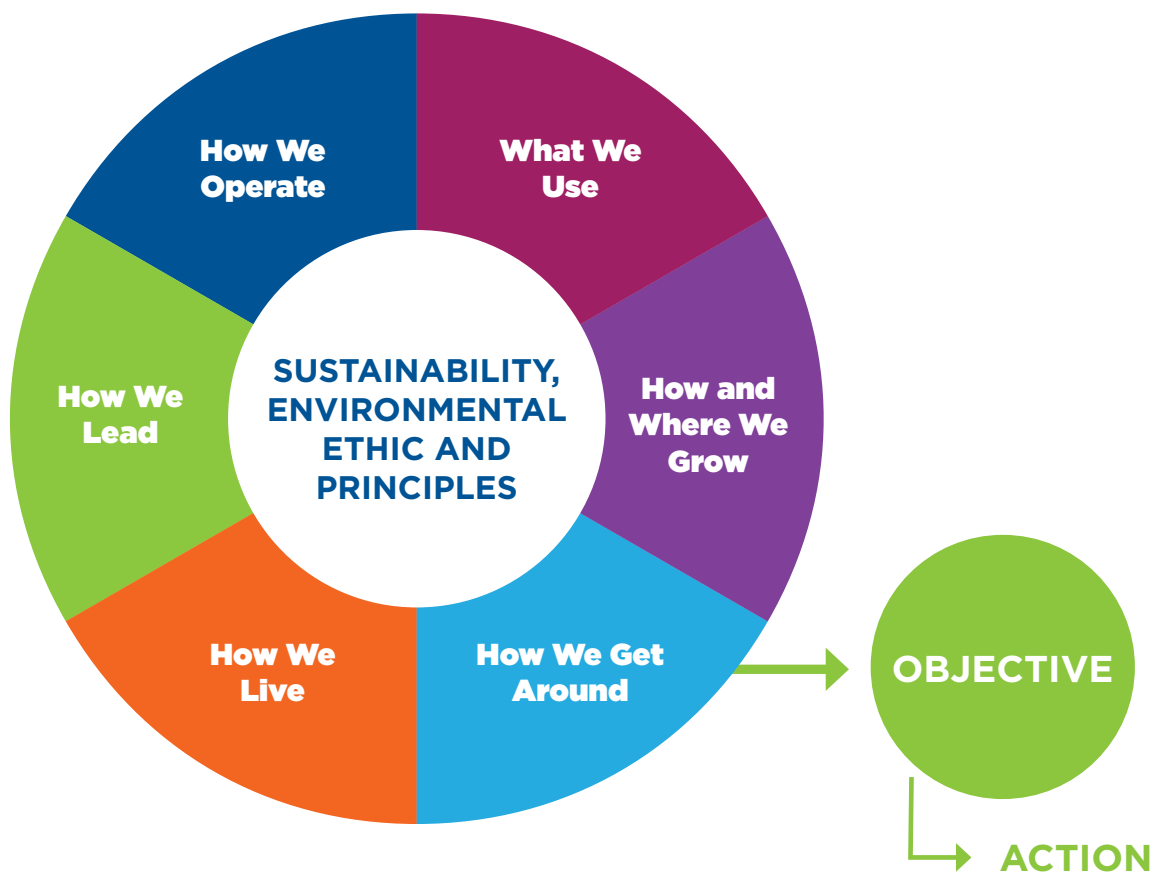 How We
Operate
What We
Use
How We
Lead
SUSTAINABILITY,
ENVIRONMENTAL
ETHIC AND
PRINCIPLES
How and
Where We
Grow
How We
Live
How We Get
Around
OBJECTIVE
ACTION